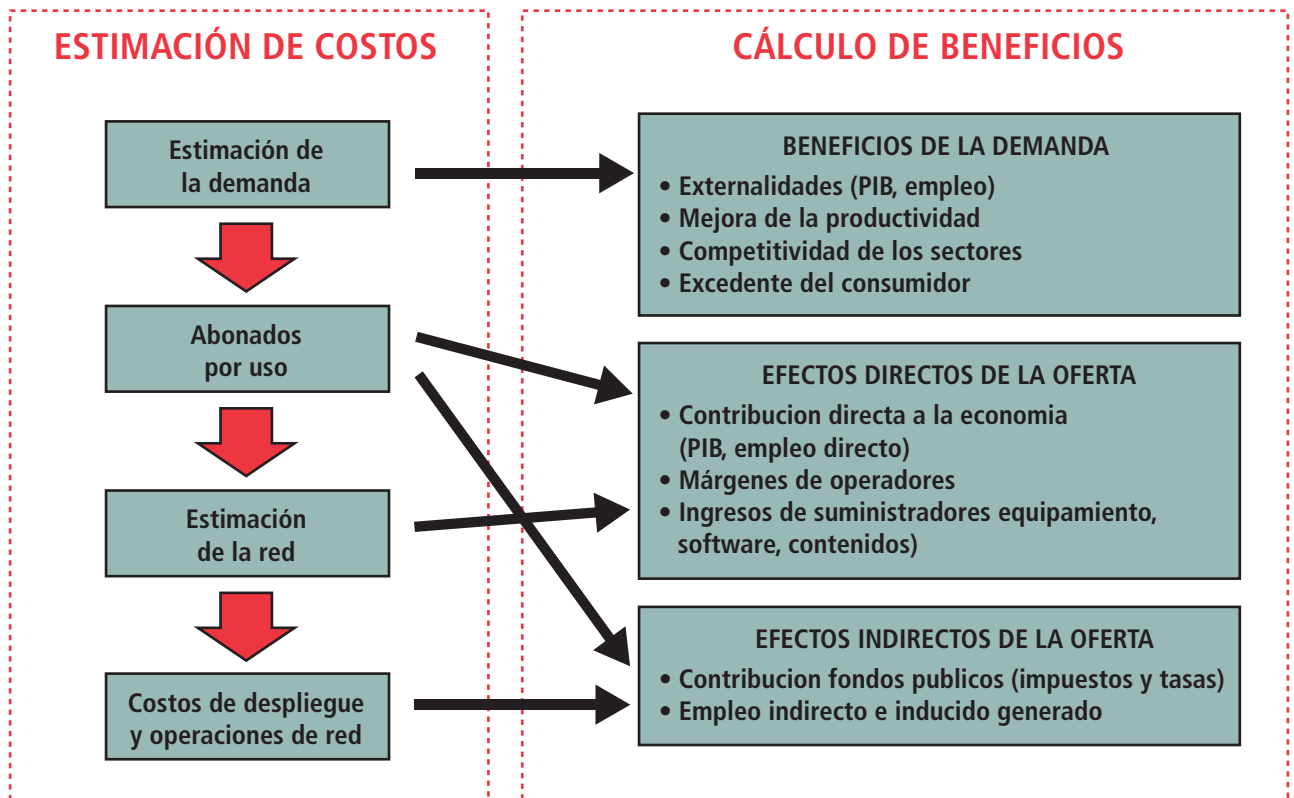 ESTIMACIÓN DE COSTOS
Estimación de
la demanda
Abonados
por uso
Estimación
de la red
Costos de despliegue
y operaciones de red
CÁLCULO DE BENEFICIOS
BENEFICIOS DE LA DEMANDA
• Externalidades (PIB, empleo)
• Mejora de la productividad
• Competitividad de los sectores
• Excedente del consumidor
EFECTOS DIRECTOS DE LA OFERTA
• Contribucion directa a la economia
(PIB, empleo directo)
• Márgenes de operadores
• Ingresos de suministradores equipamiento,
software, contenidos)
EFECTOS INDIRECTOS DE LA OFERTA
• Contribucion fondos publicos (impuestos y tasas)
• Empleo indirecto e inducido generado